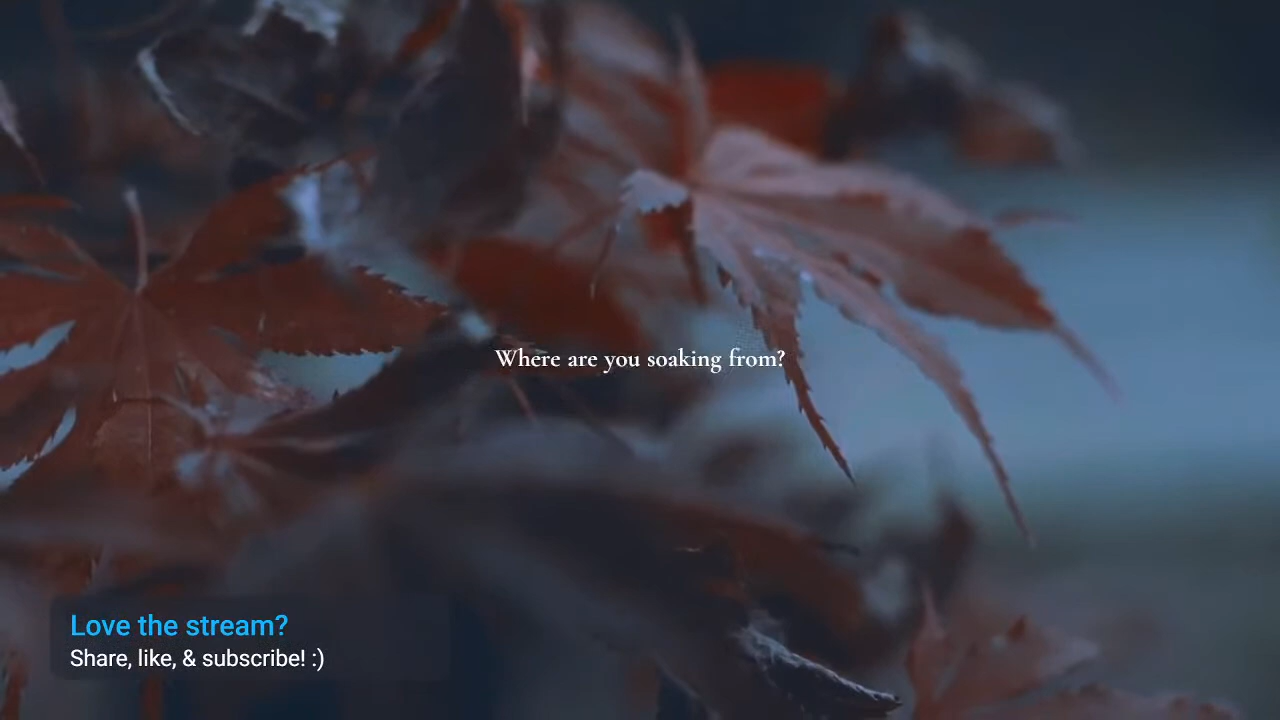 Where are you soaking from?
Love the stream?
Share, like, & subscribe! :)